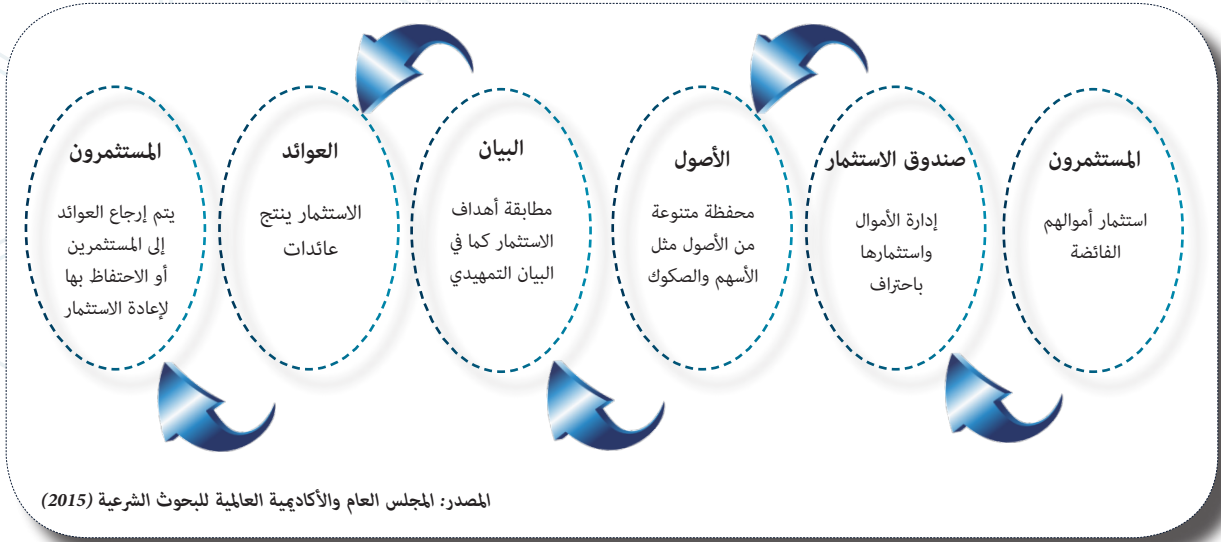 المستثمرون
استثمار أموالهم
الفائضة
صندوق الاستثمار
إدارة الأموال
واستثمارها
باحتراف
الأصول
محفظة متنوعة
من الأصول مثل
الأسهم والصكوك
البيان
مطابقة أهداف
الاستثمار كما في
البيان التمهيدي
العوائد
الاستثمار ينتج
عائدات
المستثمرون
يتم إرجاع العوائد
إلى المستثمرين
أو الاحتفاظ بها
لإعادة الاستثمار
المصدر: المجلس العام والأكاديمية العالمية للبحوث الشرعية (2015)